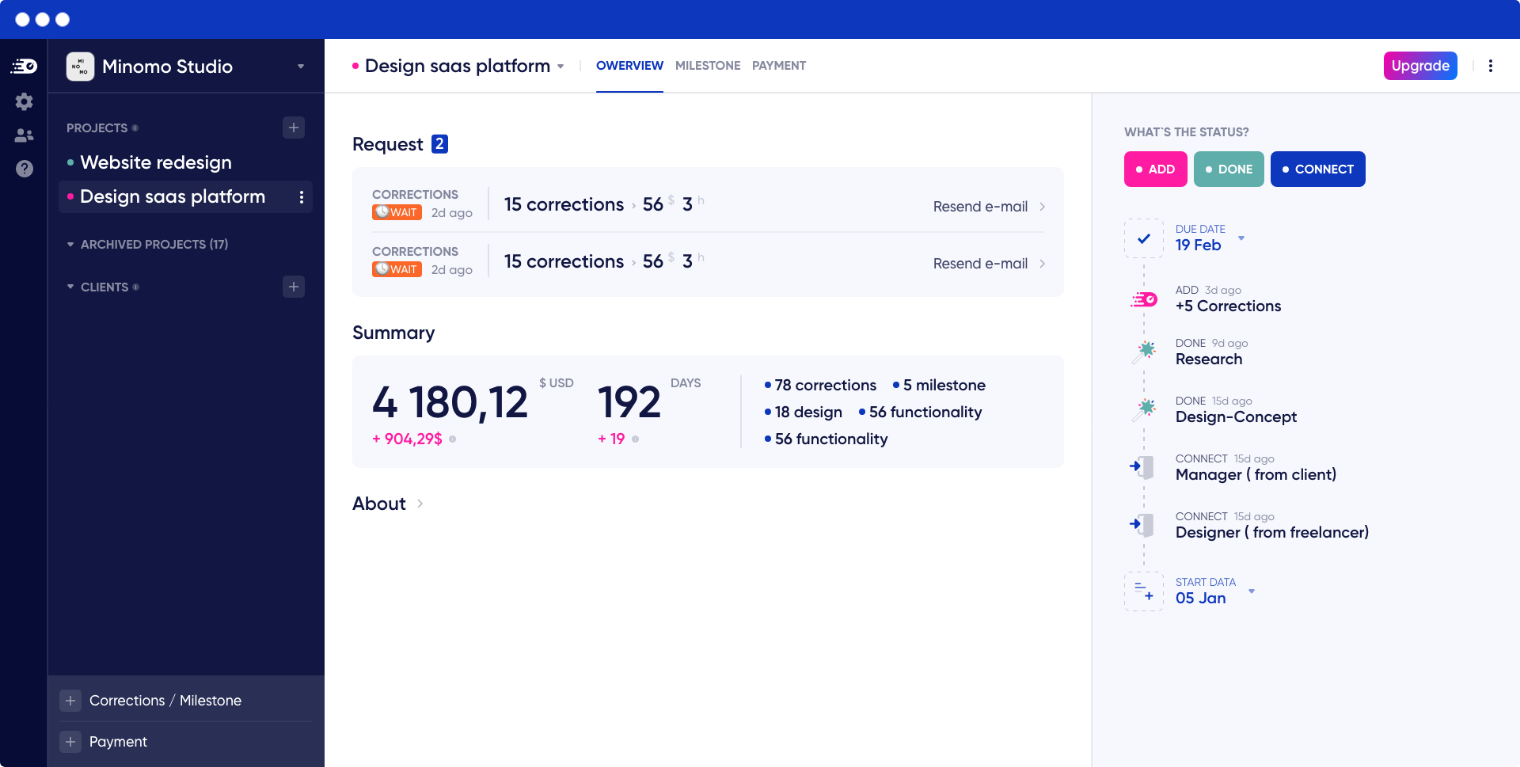 MI
NO
MO
Minomo Studio
PROJECTS
Website redesign
Design saas platform
ARCHIVED PROJECTS (17)
CLIENTS
Corrections / Milestone
Payment
Design saas platform
OWERVIEW MILESTONE PAYMENT
Upgrade
Request 2
CORRECTIONS
WAIT 2d ago
15 corrections › 56 $ 3 h
Resend e-mail
CORRECTIONS
WAIT 2d ago
15 corrections › 56 $ 3 h
Resend e-mail
Summary
4 180,12 $ USD
+ 904,29$
192 DAYS
+ 19
78 corrections 5 milestone
18 design 56 functionality
56 functionality
About
WHAT`S THE STATUS?
ADD DONE CONNECT
DUE DATE
19 Feb
ADD 3d ago
+5 Corrections
DONE 9d ago
Research
DONE 15d ago
Design-Concept
CONNECT 15d ago
Manager ( from client)
CONNECT 15d ago
Designer ( from freelancer)
START DATA
05 Jan